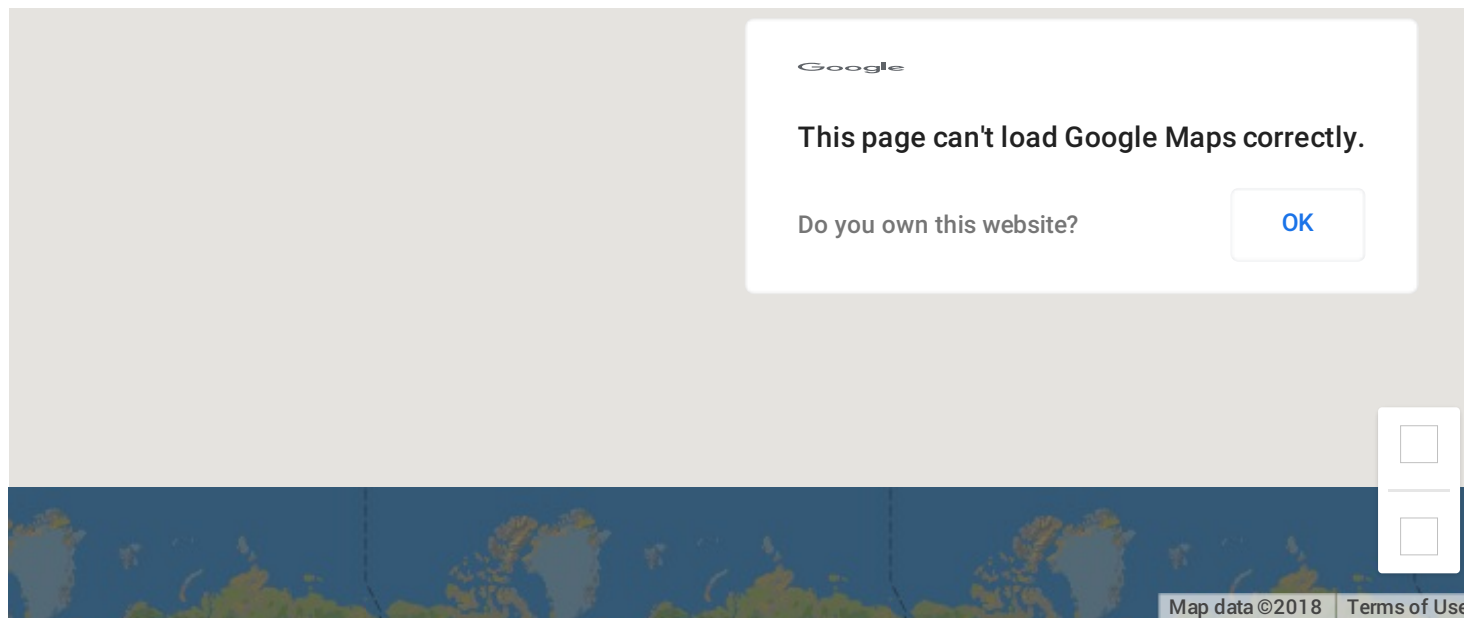 Google
This page can't load Google Maps correctly.
Do you own this website?
OK
Map data ©2018
Terms of Use